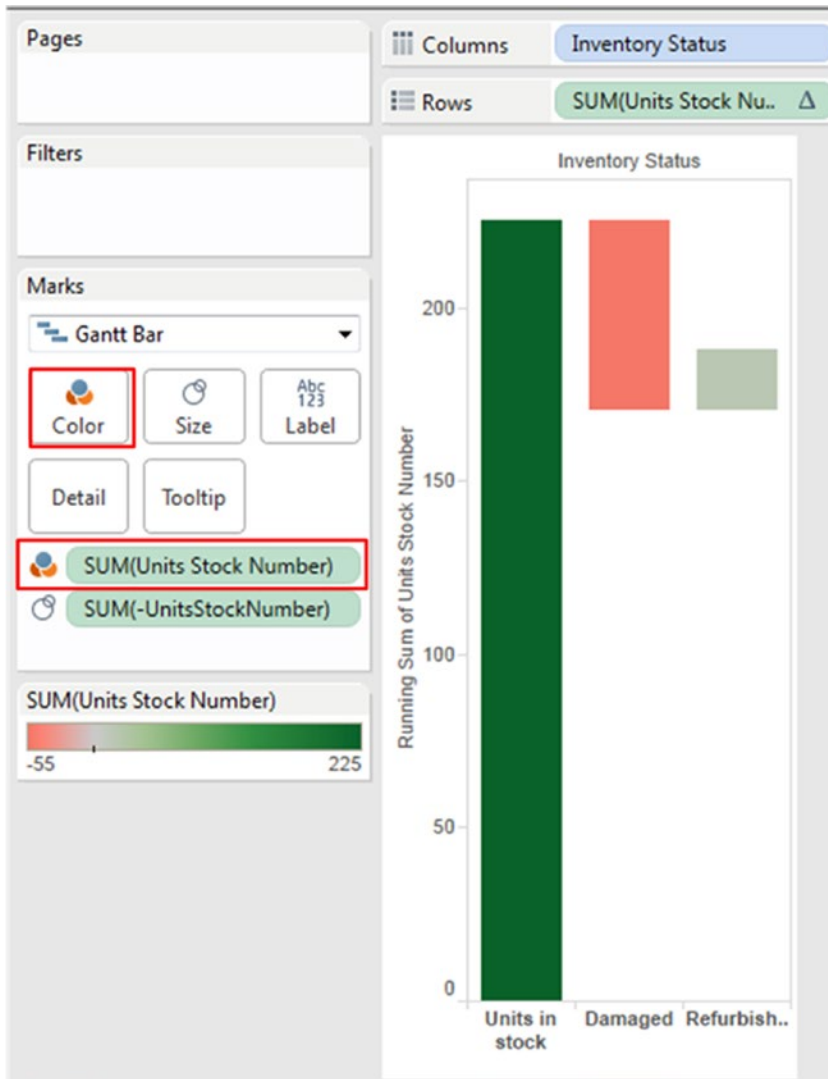 Pages
Filters
Marks
Gantt Bar
Color
Size
Abc
123
Label
Detail
Tooltip
SUM(Units Stock Number)
SUM(-UnitsStockNumber)
SUM(Units Stock Number)
-55
225
Columns
Inventory Status
Rows
SUM(Units Stock Nu.. Δ
Inventory Status
Running Sum of Units Stock Number
200
150
100
50
0
Units in
stock
Damaged
Refurbish..